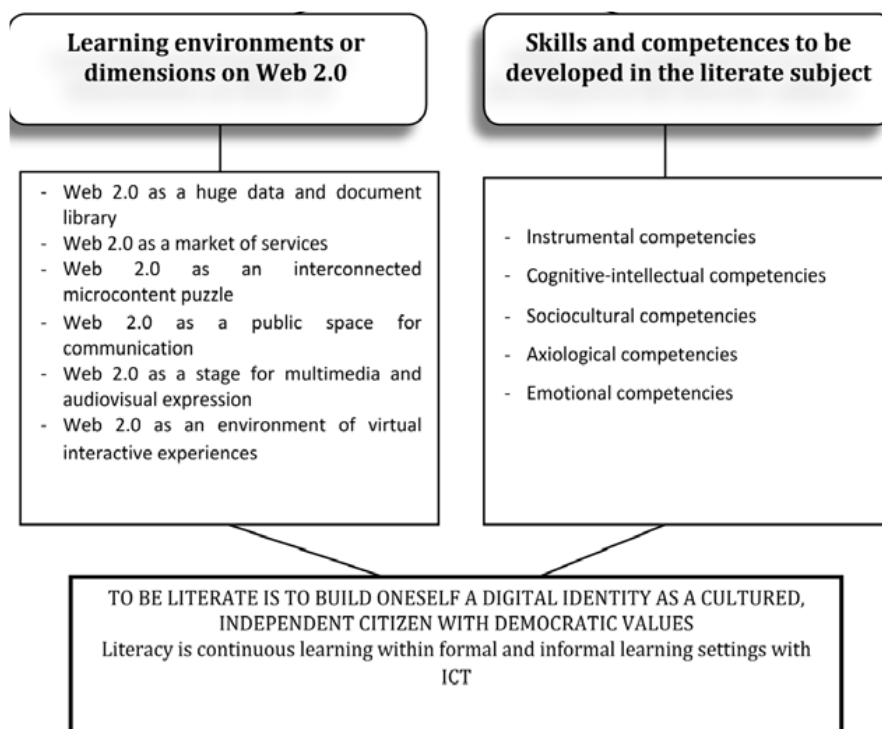 Learning environments or
dimensions on Web 2.0
- Web 2.0 as a huge data and document
library
- Web 2.0 as a market of services
- Web 2.0 as an interconnected
microcontent puzzle
- Web 2.0 as a public space for
communication
- Web 2.0 as a stage for multimedia and
audiovisual expression
- Web 2.0 as an environment of virtual
interactive experiences
Skills and competences to be
developed in the literate subject
- Instrumental competencies
- Cognitive-intellectual competencies
- Sociocultural competencies
- Axiological competencies
- Emotional competencies
TO BE LITERATE IS TO BUILD ONESELF A DIGITAL IDENTITY AS A CULTURED,
INDEPENDENT CITIZEN WITH DEMOCRATIC VALUES
Literacy is continuous learning within formal and informal learning settings with
ICT